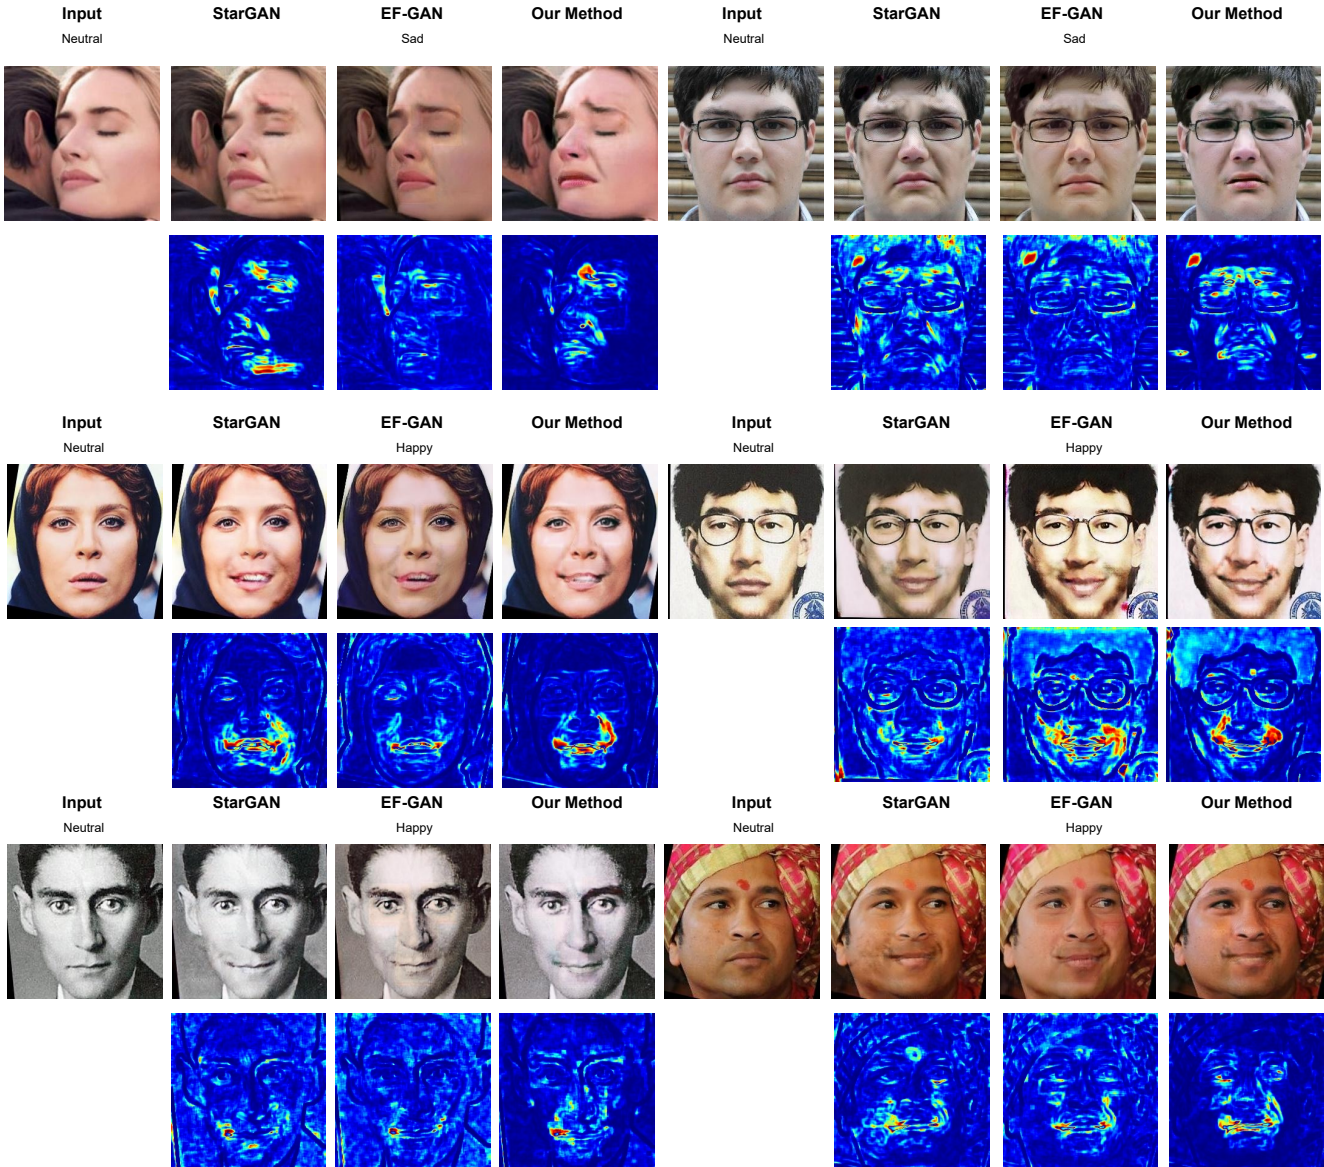 Input StarGAN EF-GAN Our Method Input StarGAN EF-GAN Our Method
Neutral Sad Neutral Sad
Input StarGAN EF-GAN Our Method Input StarGAN EF-GAN Our Method
Neutral Happy Neutral Happy
Input StarGAN EF-GAN Our Method Input StarGAN EF-GAN Our Method
Neutral Happy Neutral Happy